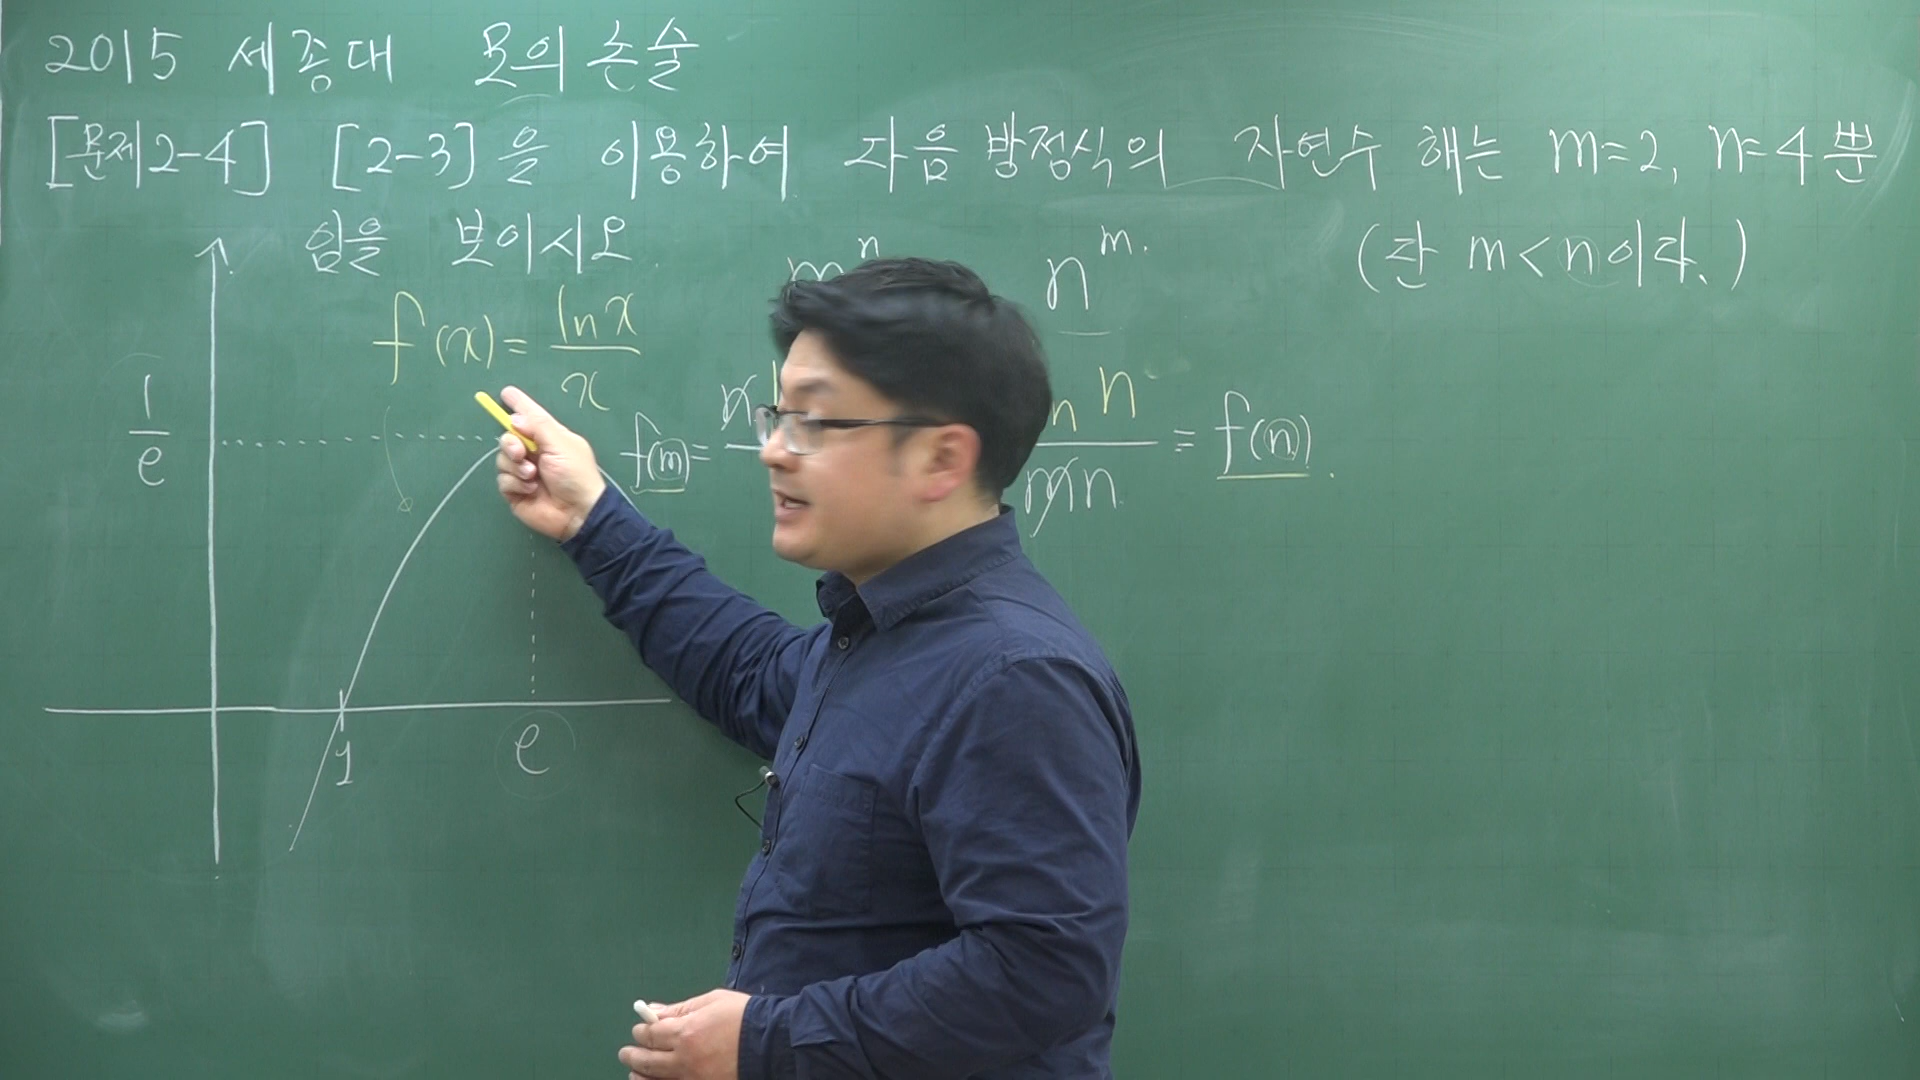 2015 세종대 모의 논술
[문제2-4] [2-3]을 이용하여 다음 방정식의 자연수 해는 m=2, n=4 뿐
임을 보이시오.
m^n n^m. (단 m<n이다.)
f(x) = ln x / x
1/e
f(m) = n n / mn = f(n).
1 e